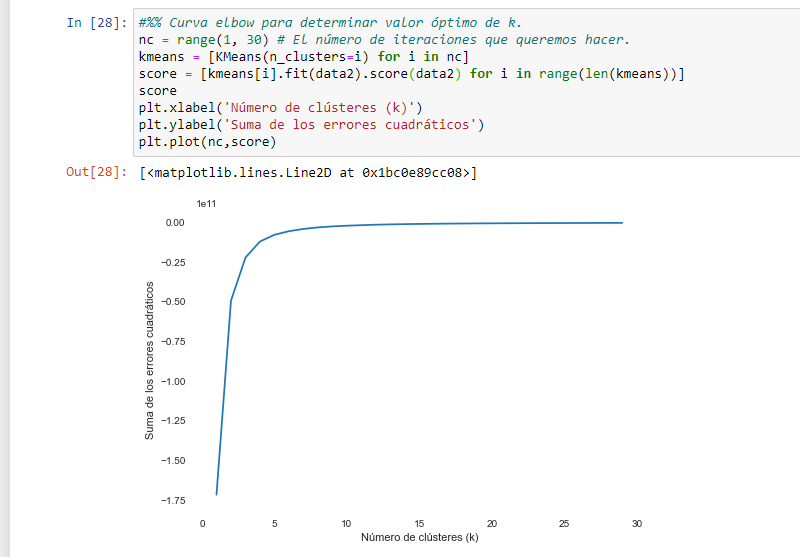 In [28]: #%% Curva elbow para determinar valor óptimo de k.
nc = range(1, 30) # El número de iteraciones que queremos hacer.
kmeans = [KMeans(n_clusters=i) for i in nc]
score = [kmeans[i].fit(data2).score(data2) for i in range(len(kmeans))]
score
plt.xlabel('Número de clústeres (k)')
plt.ylabel('Suma de los errores cuadráticos')
plt.plot(nc,score)
Out[28]: [<matplotlib.lines.Line2D at 0x1bc0e89cc08>]
1e11
0.00
−0.25
−0.50
−0.75
−1.00
−1.25
−1.50
−1.75
Suma de los errores cuadráticos
0 5 10 15 20 25 30
Número de clústeres (k)